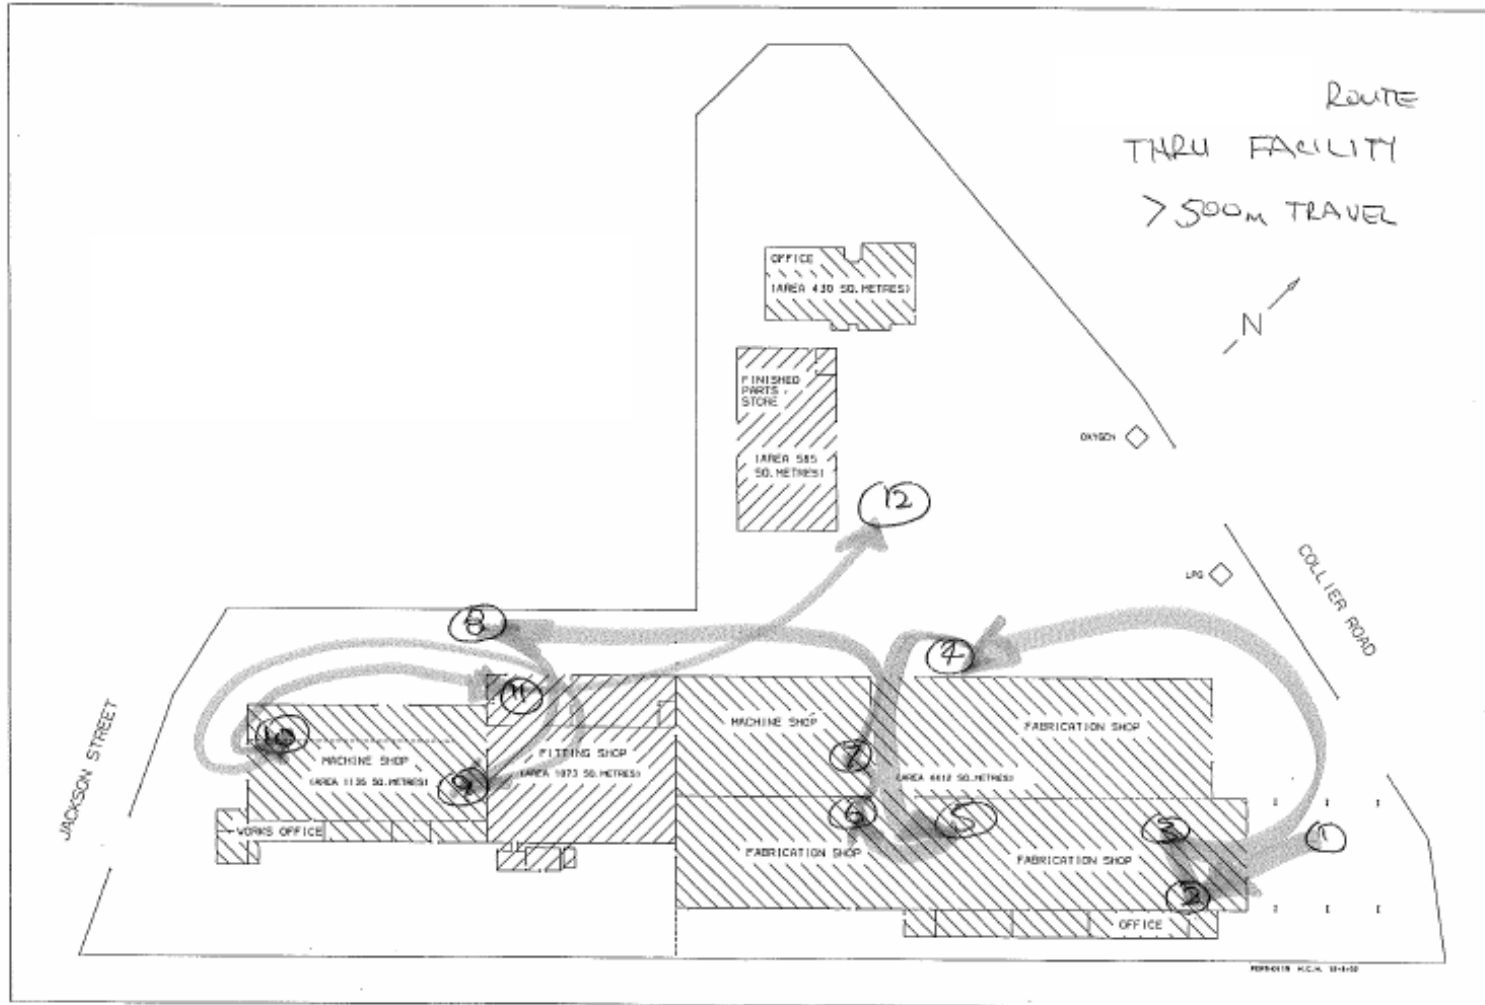 ROUTE
THRU FACILITY
> 500m TRAVEL
N
OFFICE
(AREA 430 SQ.METRES)
FINISHED
PARTS
STORE
(AREA 585
SQ.METRES)
OXYGEN
LPG
COLLIER ROAD
JACKSON STREET
12
8
4
11
10
9
7
6
5
3
2
1
MACHINE SHOP
(AREA 1136 SQ.METRES)
WORKS OFFICE
FITTING SHOP
(AREA 1073 SQ.METRES)
MACHINE SHOP
FABRICATION SHOP
(AREA 4412 SQ.METRES)
FABRICATION SHOP
FABRICATION SHOP
OFFICE